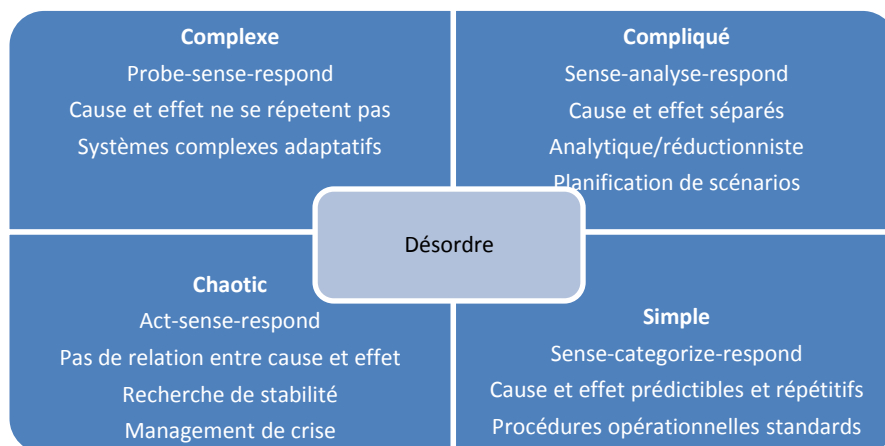 Complexe
Probe-sense-respond
Cause et effet ne se répetent pas
Systèmes complexes adaptatifs
Compliqué
Sense-analyse-respond
Cause et effet séparés
Analytique/réductionniste
Planification de scénarios
Désordre
Chaotic
Act-sense-respond
Pas de relation entre cause et effet
Recherche de stabilité
Management de crise
Simple
Sense-categorize-respond
Cause et effet prédictibles et répétitifs
Procédures opérationnelles standards